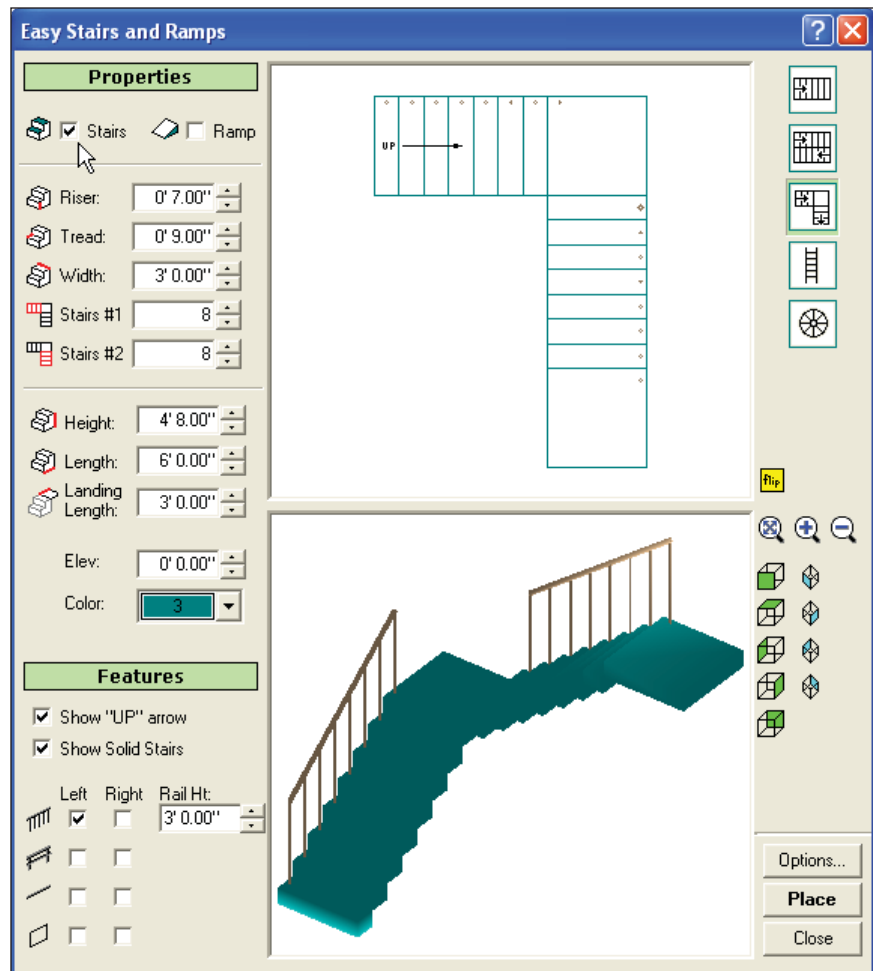 Easy Stairs and Ramps
Properties
Stairs Ramp
Riser: 0' 7.00"
Tread: 0' 9.00"
Width: 3' 0.00"
Stairs #1 8
Stairs #2 8
Height: 4' 8.00"
Length: 6' 0.00"
Landing
Length: 3' 0.00"
Elev: 0' 0.00"
Color: 3
Features
Show "UP" arrow
Show Solid Stairs
Left Right Rail Ht:
3' 0.00"
UP
flip
Options...
Place
Close